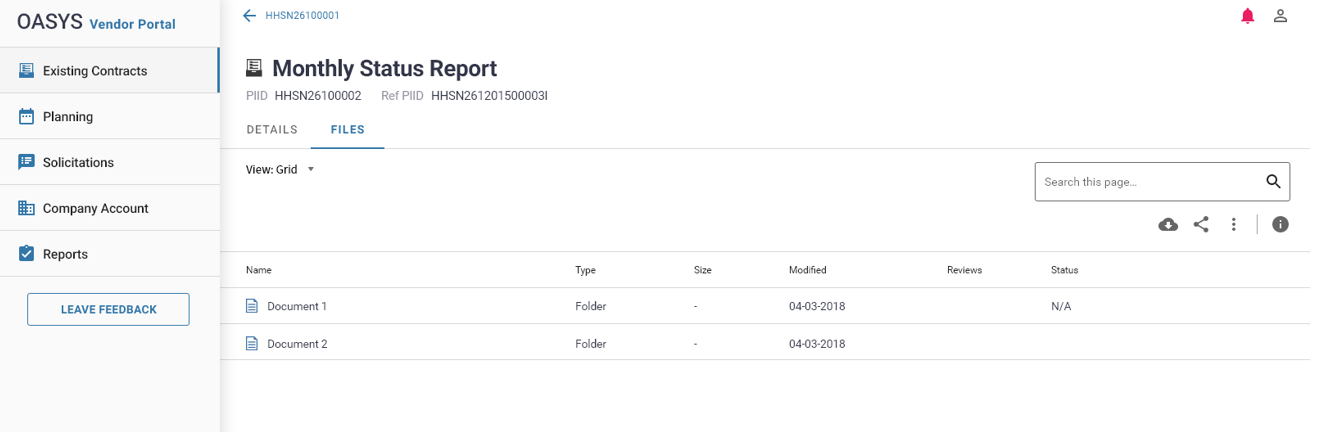 OASYS Vendor Portal
Existing Contracts
Planning
Solicitations
Company Account
Reports
LEAVE FEEDBACK
HHSN26100001
Monthly Status Report
PIID HHSN26100002 Ref PIID HHSN261201500003I
DETAILS FILES
View: Grid
Search this page...
Name Type Size Modified Reviews Status
Document 1 Folder - 04-03-2018 N/A
Document 2 Folder - 04-03-2018